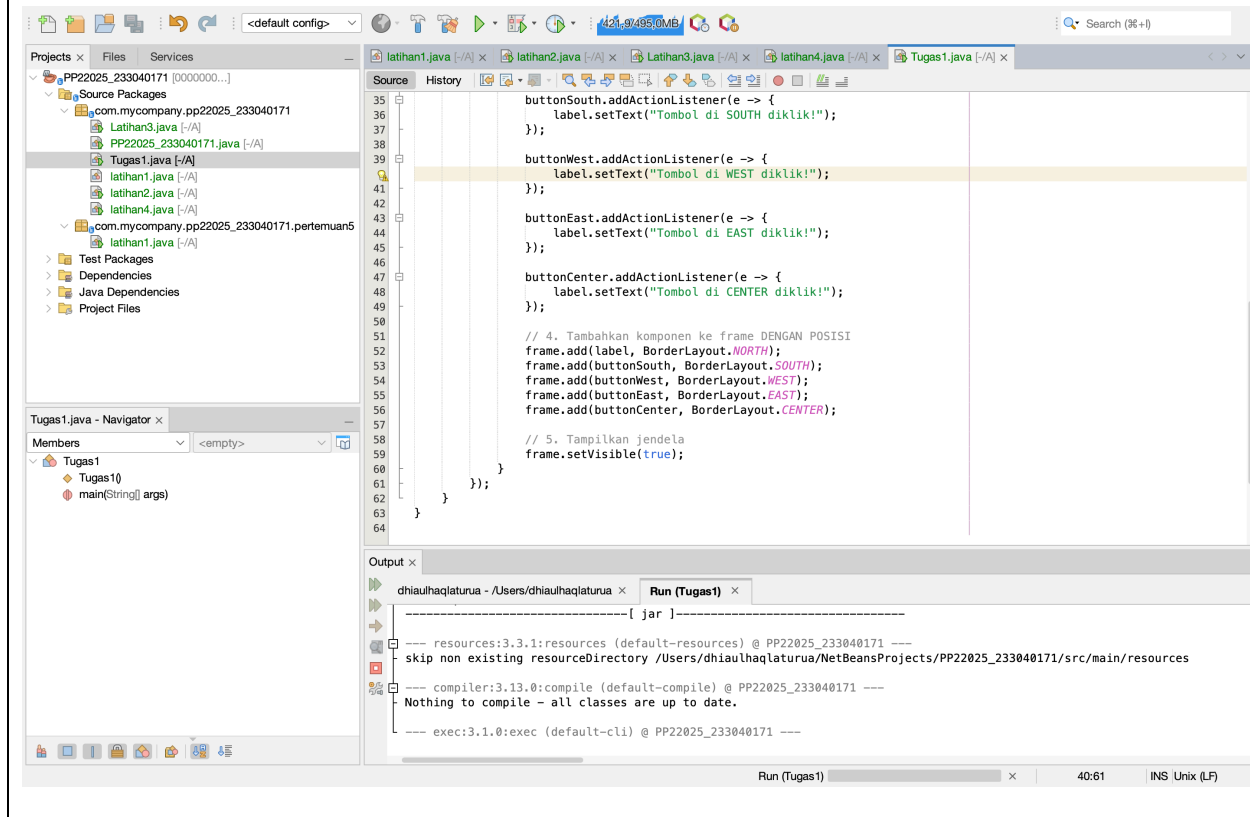 <default config>
421,9/495,0MB
Search (⌘+I)
Projects Files Services
PP22025_233040171 [0000000...]
Source Packages
com.mycompany.pp22025_233040171
Latihan3.java [-/A]
PP22025_233040171.java [-/A]
Tugas1.java [-/A]
latihan1.java [-/A]
latihan2.java [-/A]
latihan4.java [-/A]
com.mycompany.pp22025_233040171.pertemuan5
latihan1.java [-/A]
Test Packages
Dependencies
Java Dependencies
Project Files
Tugas1.java - Navigator
Members <empty>
Tugas1
Tugas1()
main(String[] args)
latihan1.java [-/A] latihan2.java [-/A] Latihan3.java [-/A] latihan4.java [-/A] Tugas1.java [-/A]
Source History
35 buttonSouth.addActionListener(e -> {
36 label.setText("Tombol di SOUTH diklik!");
37 });
38
39 buttonWest.addActionListener(e -> {
label.setText("Tombol di WEST diklik!");
41 });
42
43 buttonEast.addActionListener(e -> {
44 label.setText("Tombol di EAST diklik!");
45 });
46
47 buttonCenter.addActionListener(e -> {
48 label.setText("Tombol di CENTER diklik!");
49 });
50
51 // 4. Tambahkan komponen ke frame DENGAN POSISI
52 frame.add(label, BorderLayout.NORTH);
53 frame.add(buttonSouth, BorderLayout.SOUTH);
54 frame.add(buttonWest, BorderLayout.WEST);
55 frame.add(buttonEast, BorderLayout.EAST);
56 frame.add(buttonCenter, BorderLayout.CENTER);
57
58 // 5. Tampilkan jendela
59 frame.setVisible(true);
60 }
61 });
62 }
63 }
64
Output
dhiaulhaqlaturua - /Users/dhiaulhaqlaturua Run (Tugas1)
--------------------------------[ jar ]---------------------------------
--- resources:3.3.1:resources (default-resources) @ PP22025_233040171 ---
skip non existing resourceDirectory /Users/dhiaulhaqlaturua/NetBeansProjects/PP22025_233040171/src/main/resources
--- compiler:3.13.0:compile (default-compile) @ PP22025_233040171 ---
Nothing to compile - all classes are up to date.
--- exec:3.1.0:exec (default-cli) @ PP22025_233040171 ---
Run (Tugas1) 40:61 INS Unix (LF)